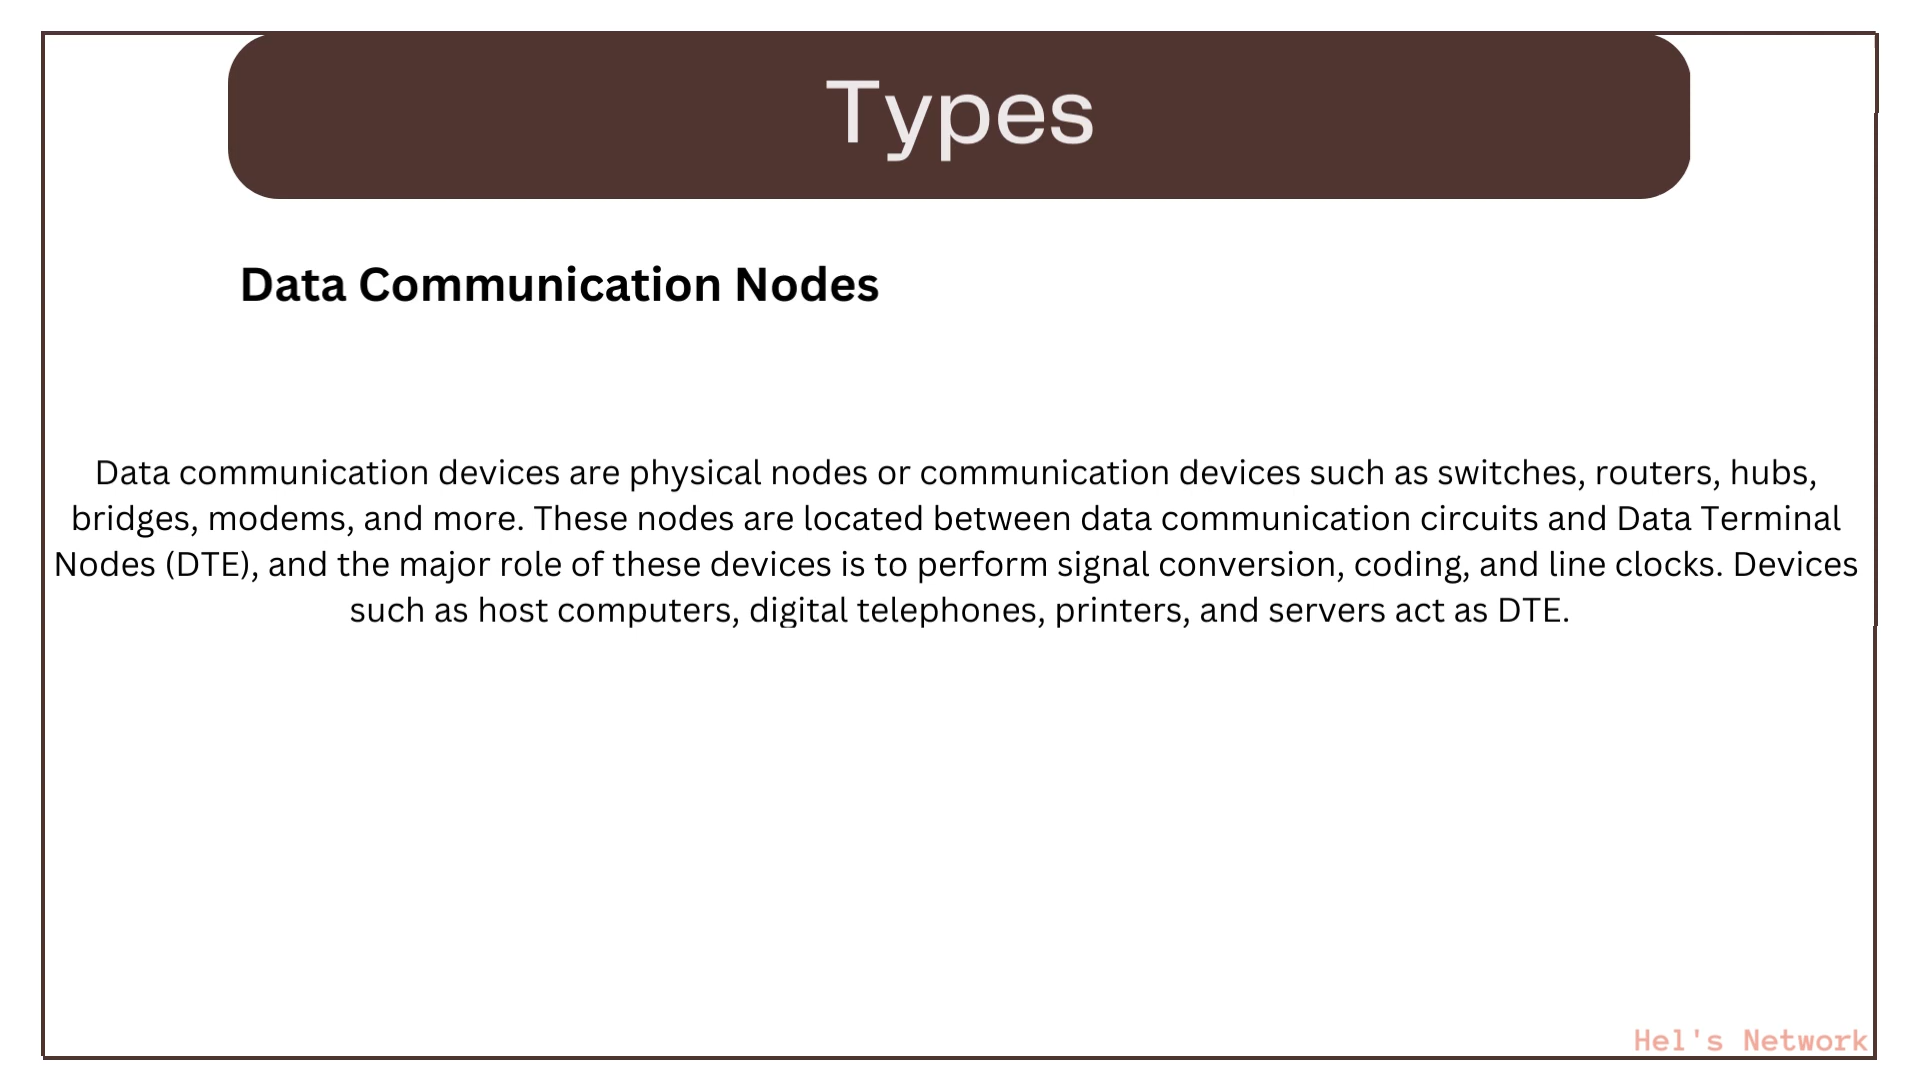 Types
Data Communication Nodes
Data communication devices are physical nodes or communication devices such as switches, routers, hubs,
bridges, modems, and more. These nodes are located between data communication circuits and Data Terminal
Nodes (DTE), and the major role of these devices is to perform signal conversion, coding, and line clocks. Devices
such as host computers, digital telephones, printers, and servers act as DTE.
Hel's Network